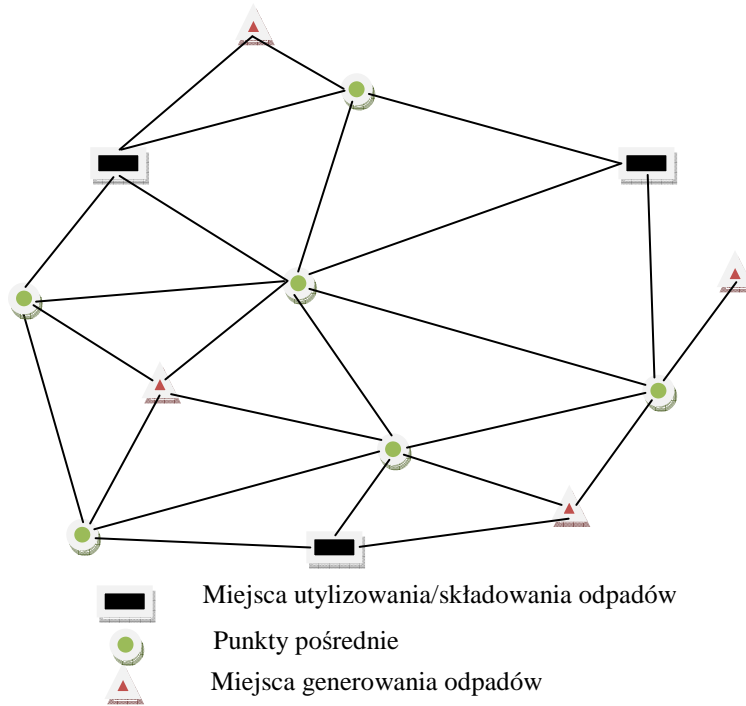 Miejsca utylizowania/składowania odpadów
Punkty pośrednie
Miejsca generowania odpadów